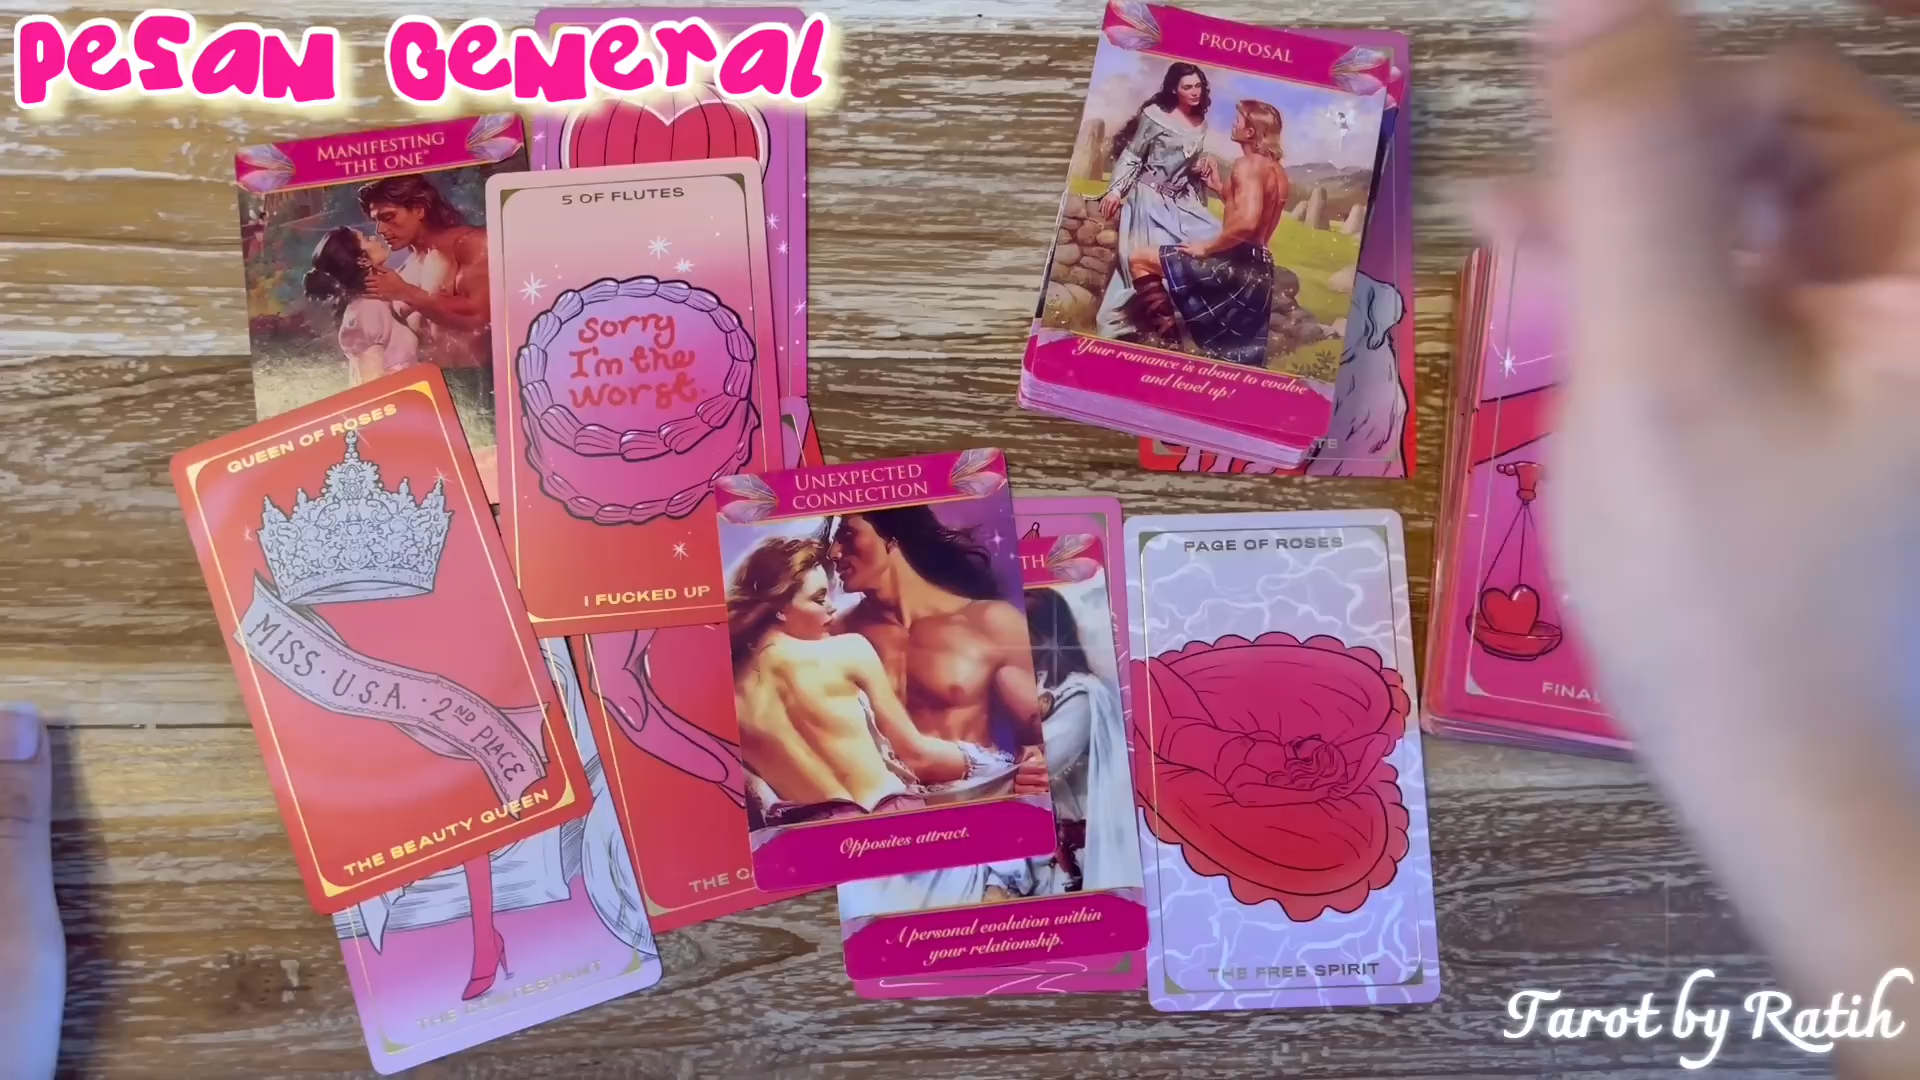 PESAN GENERAL
MANIFESTING
"THE ONE"
5 OF FLUTES
Sorry
I'm the
Worst.
I FUCKED UP
QUEEN OF ROSES
MISS · U.S.A. · 2ND PLACE
THE BEAUTY QUEEN
THE CONTESTANT
UNEXPECTED
CONNECTION
Opposites attract.
A personal evolution within
your relationship.
PROPOSAL
Your romance is about to evolve
and level up!
PAGE OF ROSES
THE FREE SPIRIT
Tarot by Ratih